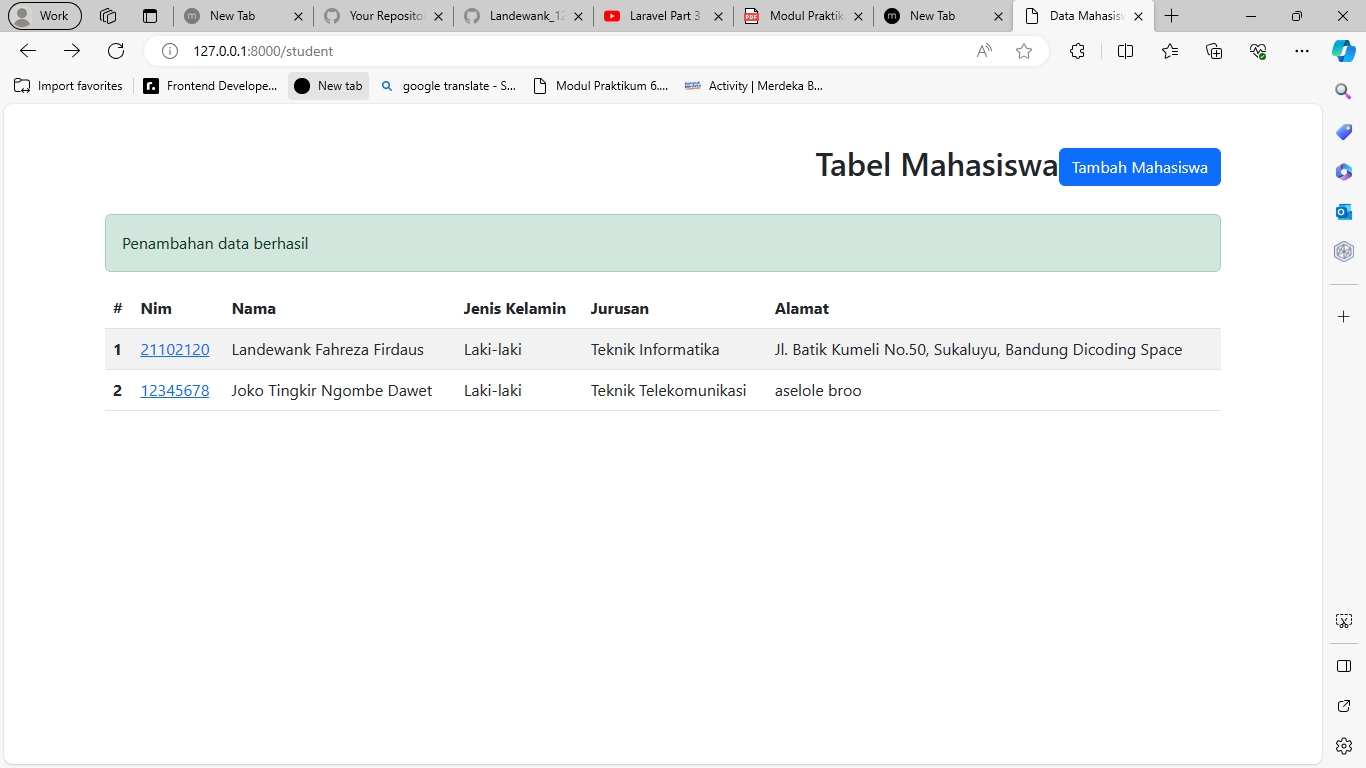 Work
New Tab
Your Reposito
Landewank_12
Laravel Part 3
PDF
Modul Praktik
m
New Tab
Data Mahasisw
127.0.0.1:8000/student
Import favorites
Frontend Develope...
New tab
google translate - S...
Modul Praktikum 6....
Activity | Merdeka B...
Tabel Mahasiswa
Tambah Mahasiswa
Penambahan data berhasil
# Nim Nama Jenis Kelamin Jurusan Alamat
1 21102120 Landewank Fahreza Firdaus Laki-laki Teknik Informatika Jl. Batik Kumeli No.50, Sukaluyu, Bandung Dicoding Space
2 12345678 Joko Tingkir Ngombe Dawet Laki-laki Teknik Telekomunikasi aselole broo